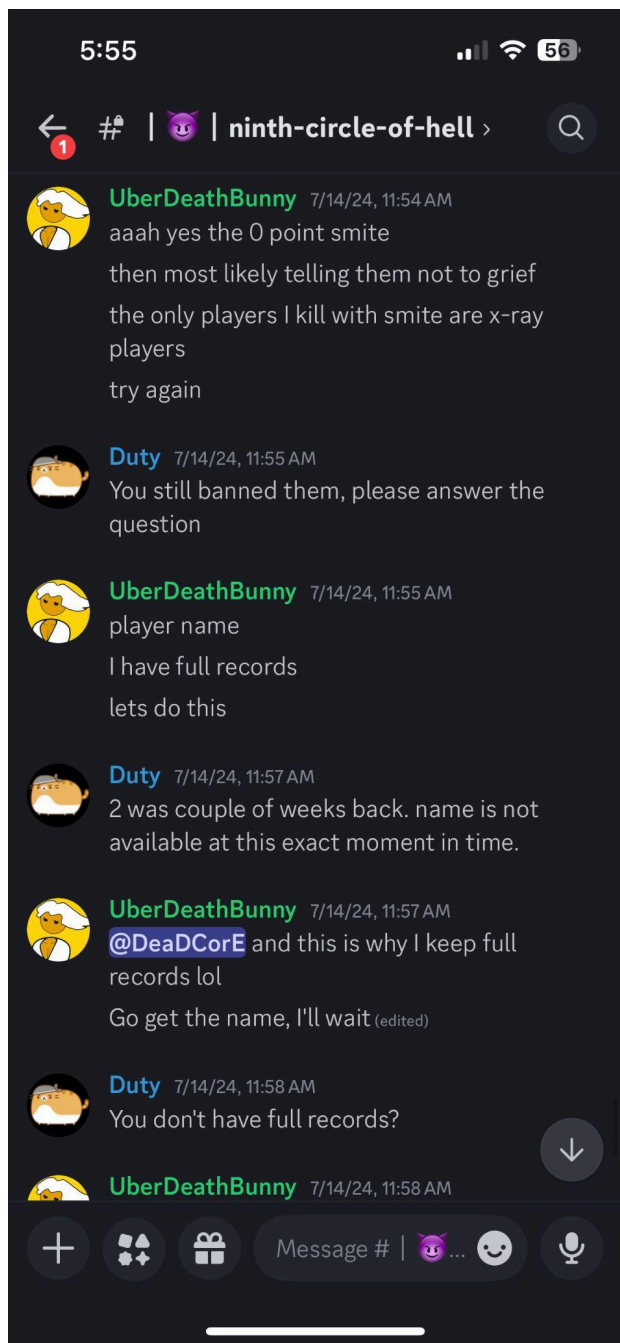 5:55
56
1
# | 😈 | ninth-circle-of-hell ›
UberDeathBunny 7/14/24, 11:54 AM
aaah yes the 0 point smite
then most likely telling them not to grief
the only players I kill with smite are x-ray
players
try again
Duty 7/14/24, 11:55 AM
You still banned them, please answer the
question
UberDeathBunny 7/14/24, 11:55 AM
player name
I have full records
lets do this
Duty 7/14/24, 11:57 AM
2 was couple of weeks back. name is not
available at this exact moment in time.
UberDeathBunny 7/14/24, 11:57 AM
@DeaDCorE and this is why I keep full
records lol
Go get the name, I'll wait (edited)
Duty 7/14/24, 11:58 AM
You don't have full records?
UberDeathBunny 7/14/24, 11:58 AM
Message # | 😈...